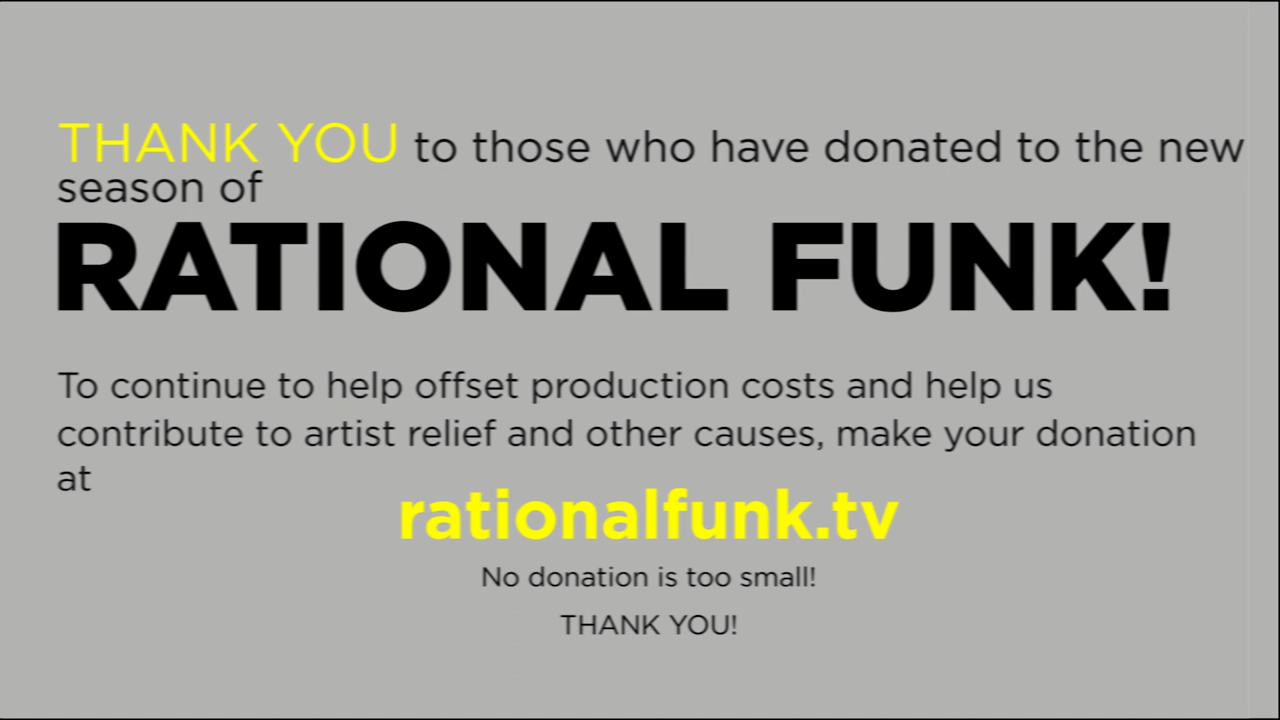 THANK YOU to those who have donated to the new
season of
RATIONAL FUNK!
To continue to help offset production costs and help us
contribute to artist relief and other causes, make your donation
at
rationalfunk.tv
No donation is too small!
THANK YOU!